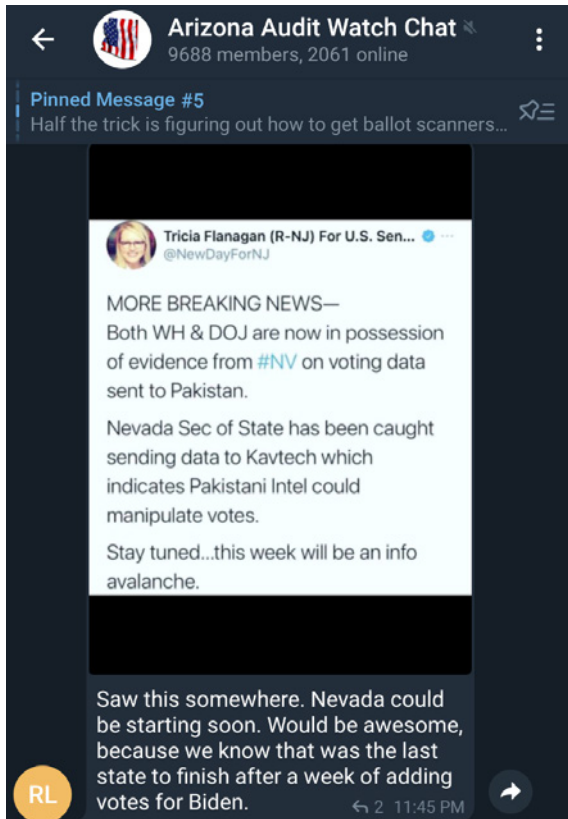 Arizona Audit Watch Chat
9688 members, 2061 online
Pinned Message #5
Half the trick is figuring out how to get ballot scanners...
Tricia Flanagan (R-NJ) For U.S. Sen... ...
@NewDayForNJ
MORE BREAKING NEWS—
Both WH & DOJ are now in possession
of evidence from #NV on voting data
sent to Pakistan.
Nevada Sec of State has been caught
sending data to Kavtech which
indicates Pakistani Intel could
manipulate votes.
Stay tuned...this week will be an info
avalanche.
Saw this somewhere. Nevada could
be starting soon. Would be awesome,
because we know that was the last
state to finish after a week of adding
votes for Biden.
RL
2 11:45 PM